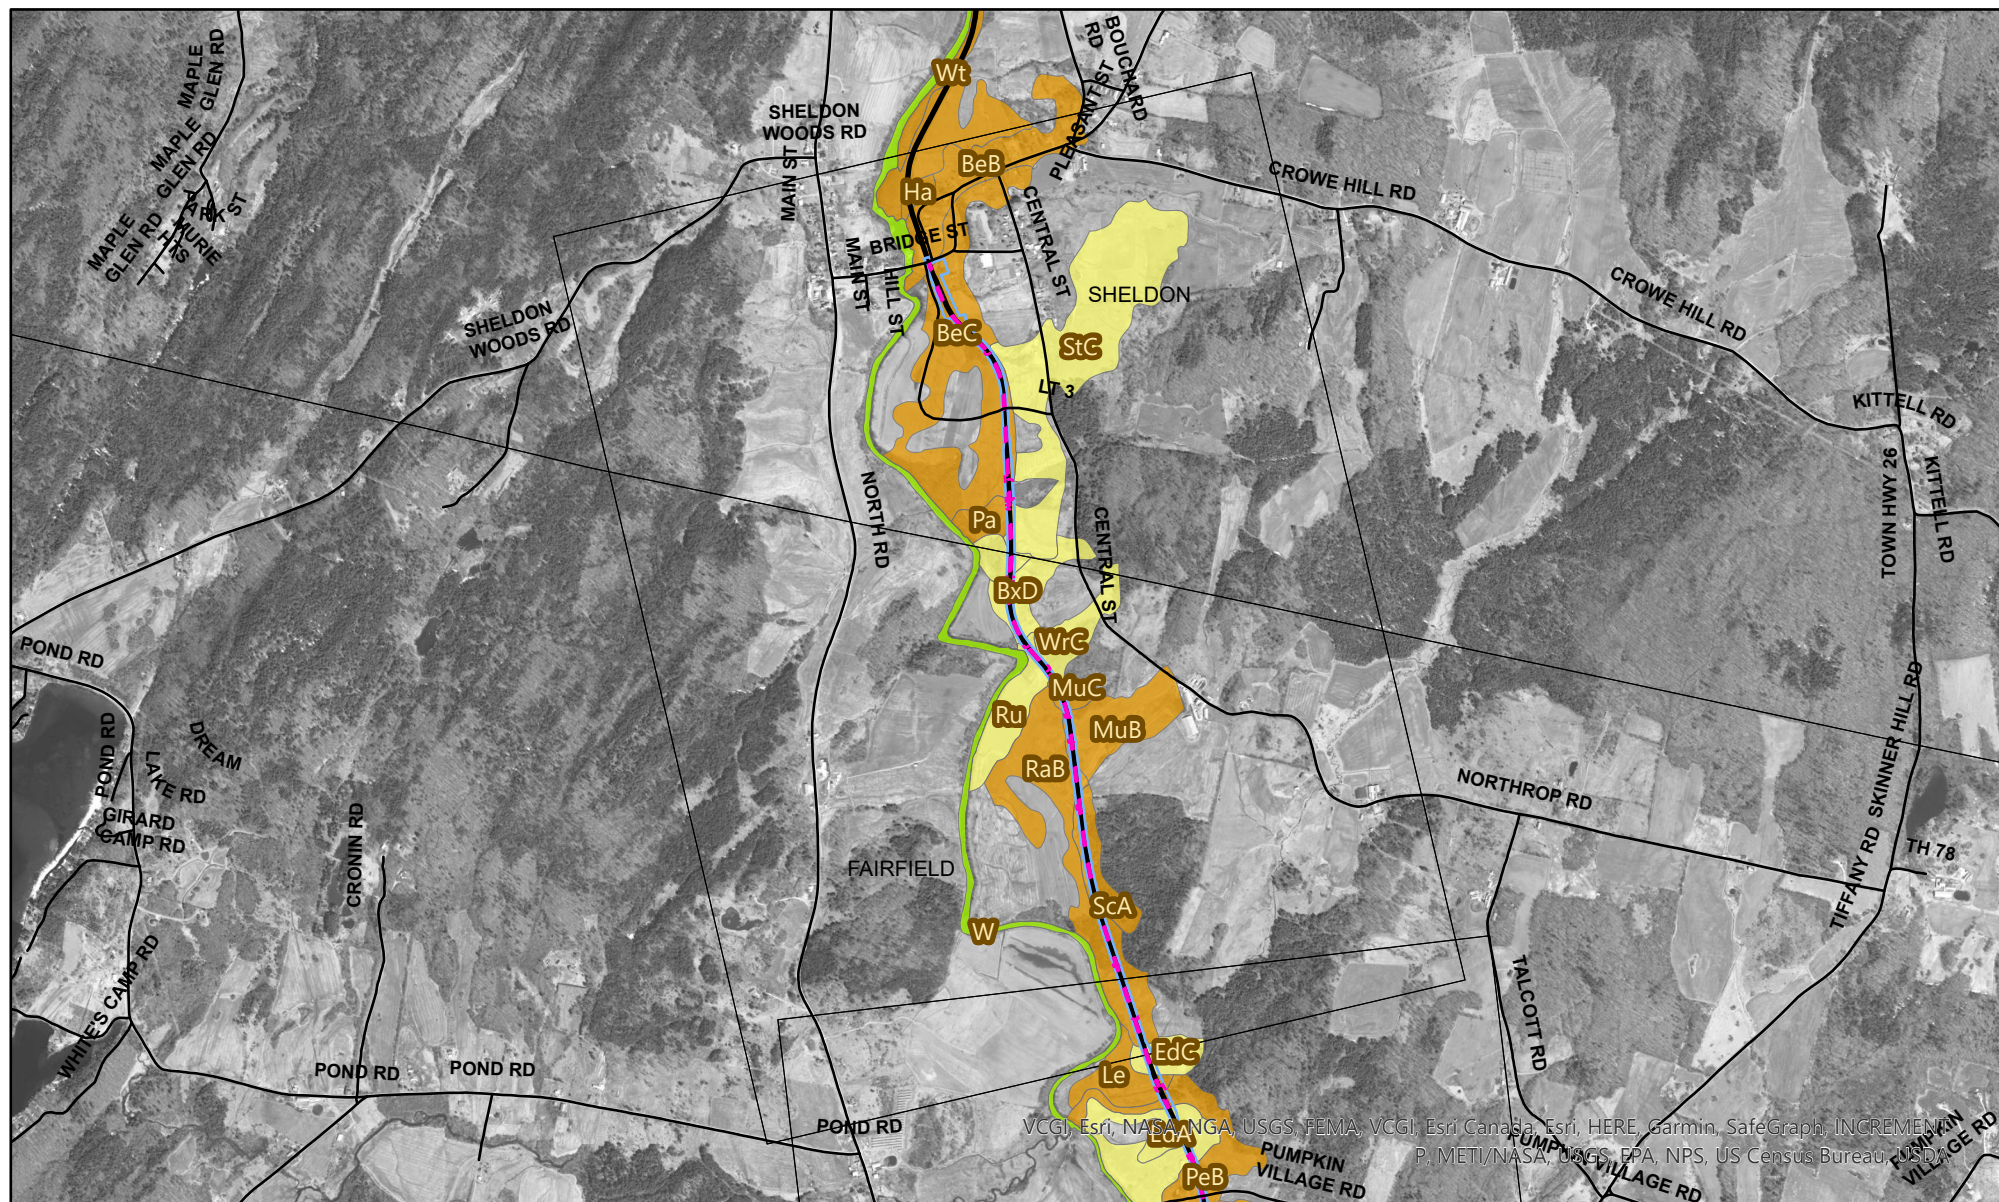 MAPLE
GLEN RD
MAPLE
GLEN RD
MAPLE
GLEN RD
PARK ST
MURIE
HTS
SHELDON
WOODS RD
MAIN ST
Wt
BOUCHARD
RD
PLEASANT ST
BeB
Ha
CENTRAL ST
CROWE HILL RD
BRIDGE ST
MAIN ST
HILL ST
SHELDON
CROWE HILL RD
SHELDON
WOODS RD
BeC
StC
LT 3
KITTELL RD
KITTELL RD
TOWN HWY 26
NORTH RD
Pa
CENTRAL ST
BxD
WrC
POND RD
MuC
Ru
MuB
RaB
POND RD
DREAM
LAKE RD
GIRARD
CAMP RD
CRONIN RD
NORTHROP RD
SKINNER HILL RD
TIFFANY RD
TH 78
FAIRFIELD
ScA
W
WHITE'S CAMP RD
TALCOTT RD
EdC
Le
POND RD
POND RD
POND RD
EdA
PeB
PUMPKIN
VILLAGE RD
PUMPKIN VILLAGE RD
PUMPKIN
VILLAGE RD
VCGI, Esri, NASA, NGA, USGS, FEMA, VCGI, Esri Canada, Esri, HERE, Garmin, SafeGraph, INCREMENT
P, METI/NASA, USGS, EPA, NPS, US Census Bureau, USDA